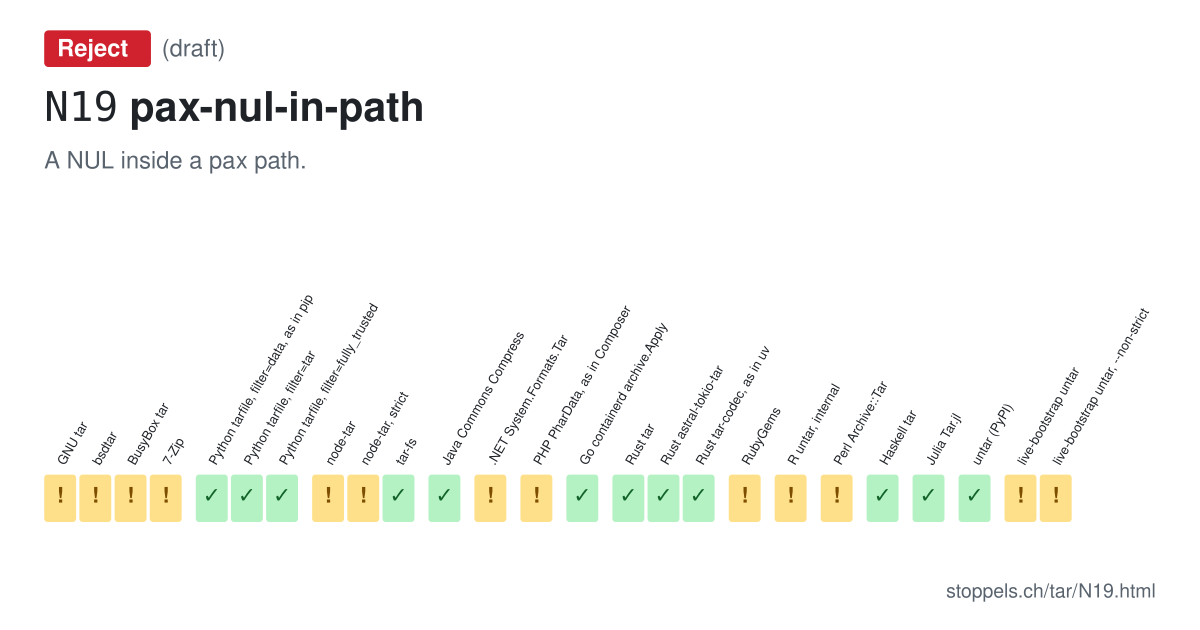 Reject (draft)
N19 pax-nul-in-path
A NUL inside a pax path.
GNU tar
bsdtar
BusyBox tar
7-Zip
Python tarfile, filter=data, as in pip
Python tarfile, filter=tar
Python tarfile, filter=fully_trusted
node-tar
node-tar, strict
tar-fs
Java Commons Compress
.NET System.Formats.Tar
PHP PharData, as in Composer
Go containerd archive.Apply
Rust tar
Rust astral-tokio-tar
Rust tar-codec, as in uv
RubyGems
R untar, internal
Perl Archive::Tar
Haskell tar
Julia Tar.jl
untar (PyPI)
live-bootstrap untar
live-bootstrap untar, --non-strict
! ! ! ! ✓ ✓ ✓ ! ! ✓ ✓ ! ! ✓ ✓ ✓ ✓ ! ! ! ✓ ✓ ✓ ! !
stoppels.ch/tar/N19.html